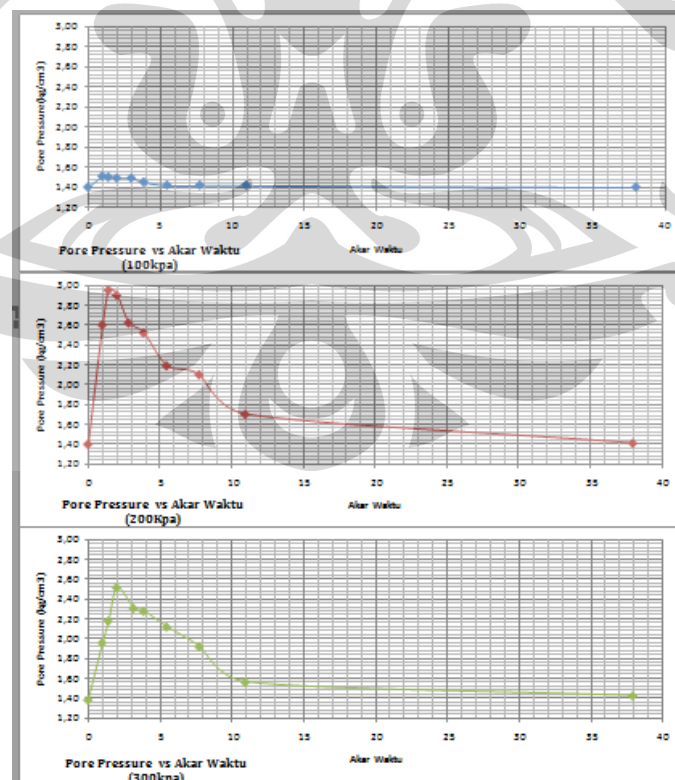 3,00
2,80
2,60
2,40
2,20
2,00
1,80
1,60
1,40
1,20
Pore Pressure(kg/cm3)
0 5 10 15 20 25 30 35 40
Akar Waktu
Pore Pressure vs Akar Waktu
(100kpa)
3,00
2,80
2,60
2,40
2,20
2,00
1,80
1,60
1,40
1,20
Pore Pressure (kg/cm3)
0 5 10 15 20 25 30 35 40
Akar Waktu
Pore Pressure vs Akar Waktu
(200Kpa)
3,00
2,80
2,60
2,40
2,20
2,00
1,80
1,60
1,40
1,20
Pore Pressure (kg/cm3)
0 5 10 15 20 25 30 35 40
Akar Waktu
Pore Pressure vs Akar Waktu
(300kpa)